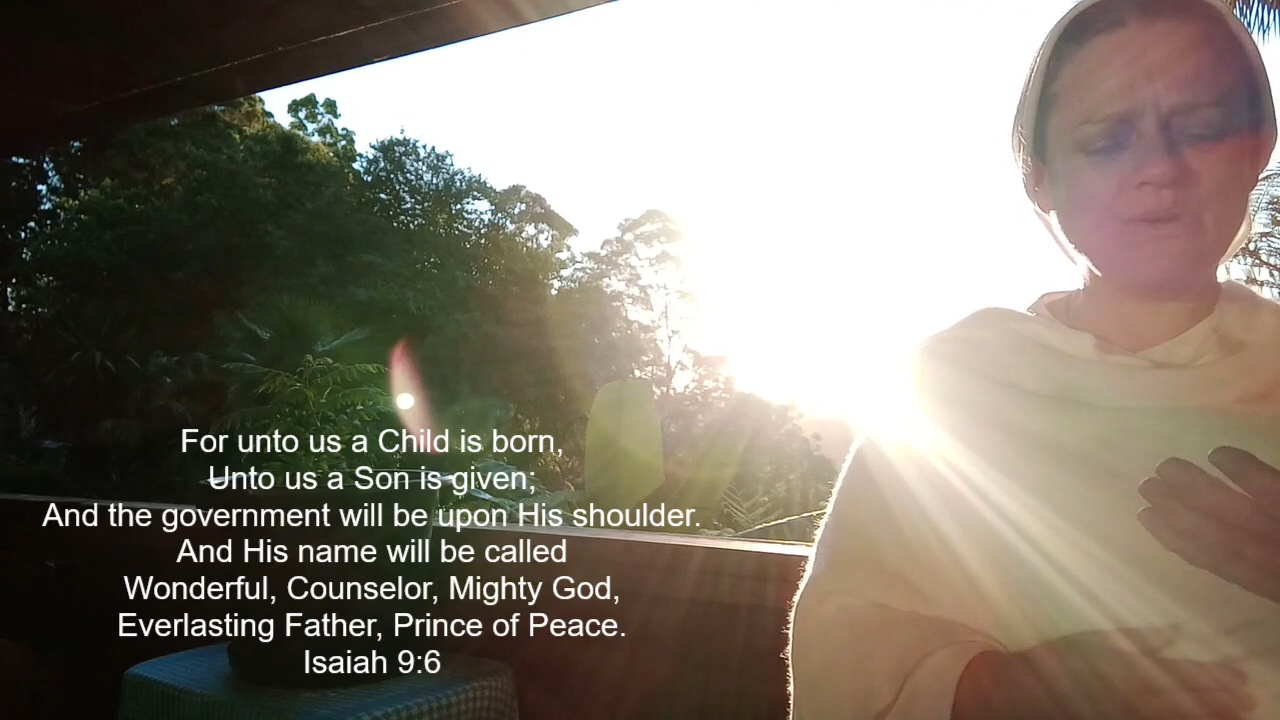 For unto us a Child is born,
Unto us a Son is given;
And the government will be upon His shoulder.
And His name will be called
Wonderful, Counselor, Mighty God,
Everlasting Father, Prince of Peace.
Isaiah 9:6